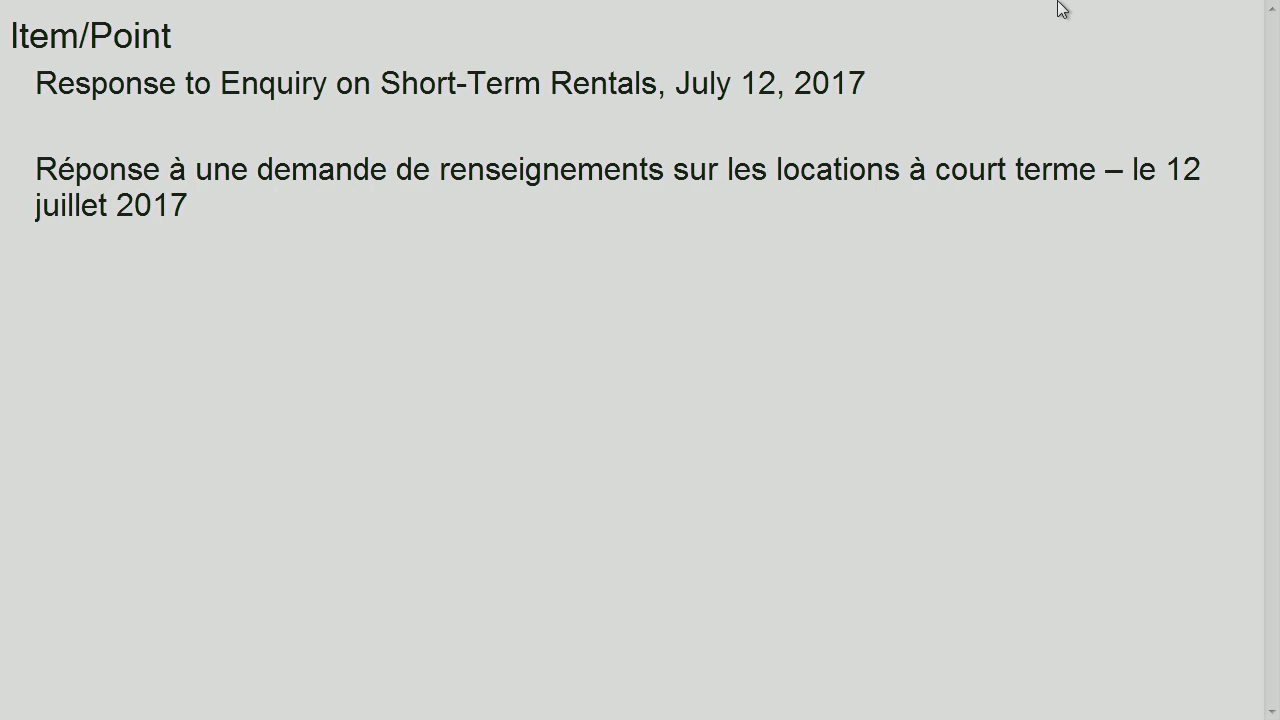 Item/Point
Response to Enquiry on Short-Term Rentals, July 12, 2017
Réponse à une demande de renseignements sur les locations à court terme – le 12
juillet 2017